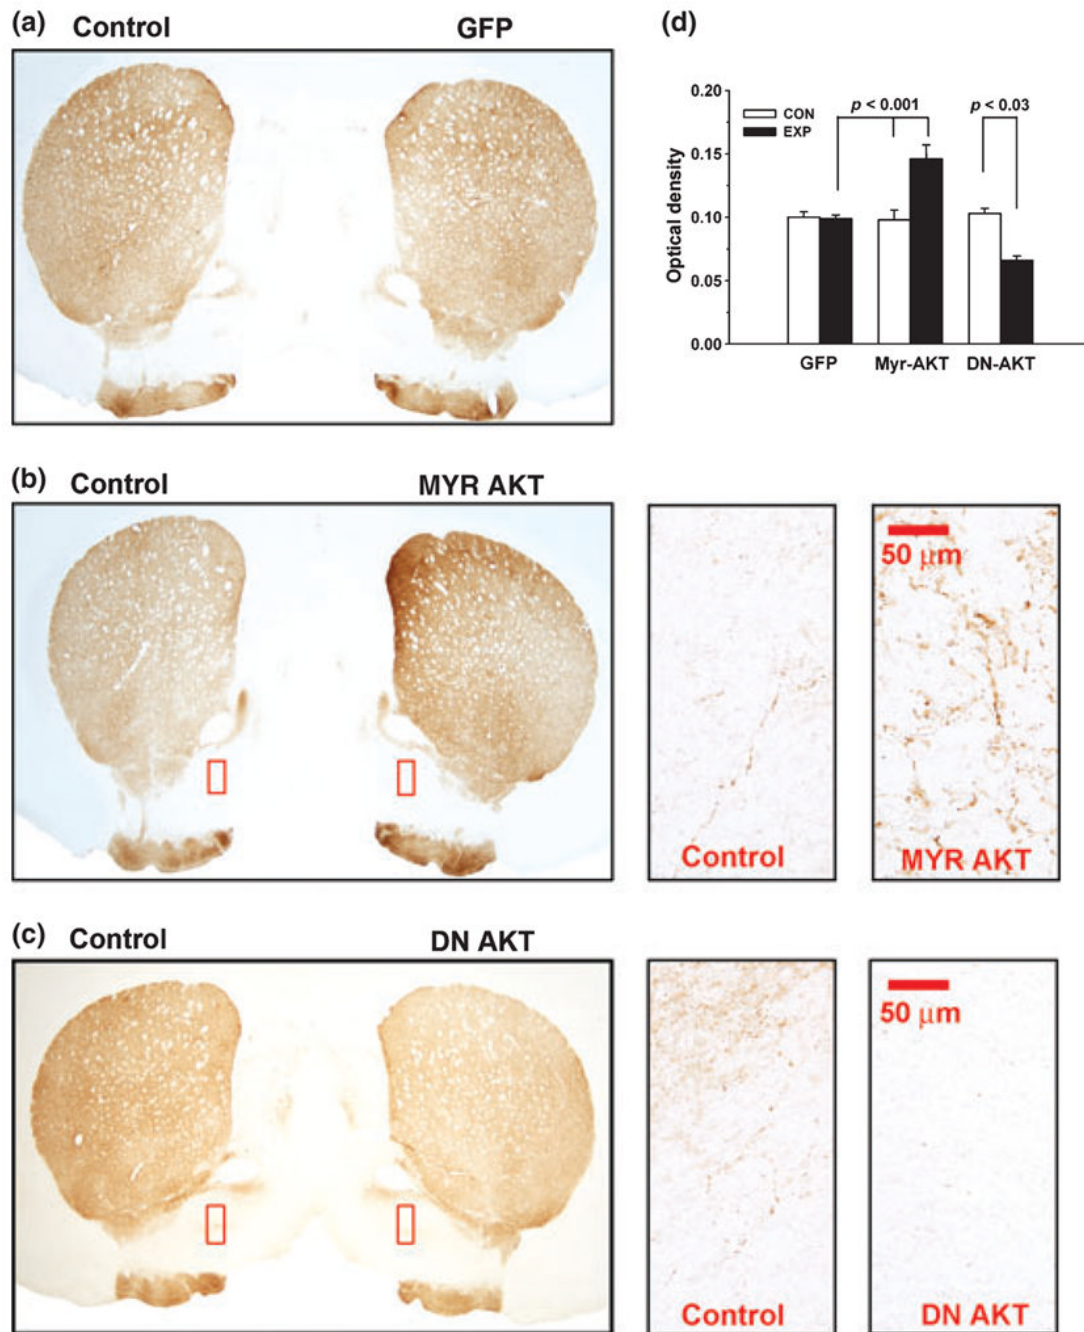 (a) Control GFP
(d)
0.20
0.15
0.10
0.05
0.00
Optical density
CON
EXP
p < 0.001
p < 0.03
GFP Myr-AKT DN-AKT
(b) Control MYR AKT
Control
50 μm
MYR AKT
(c) Control DN AKT
Control
50 μm
DN AKT